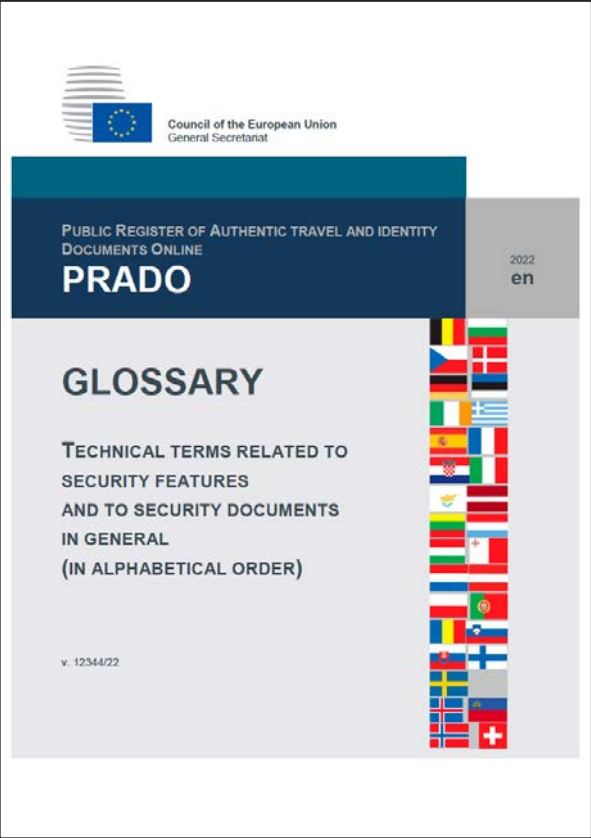 Council of the European Union
General Secretariat
PUBLIC REGISTER OF AUTHENTIC TRAVEL AND IDENTITY
DOCUMENTS ONLINE
PRADO
2022
en
GLOSSARY
TECHNICAL TERMS RELATED TO
SECURITY FEATURES
AND TO SECURITY DOCUMENTS
IN GENERAL
(IN ALPHABETICAL ORDER)
v. 12344/22